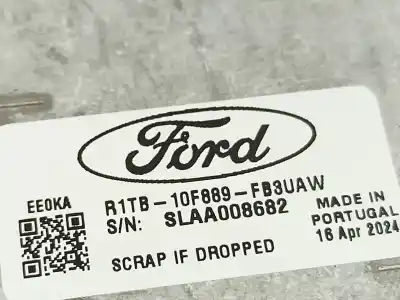 Ford
EE0KA
R1TB-10F889-FB3UAW
S/N: SLAA008682
MADE IN
PORTUGAL
16 Apr 2024
SCRAP IF DROPPED